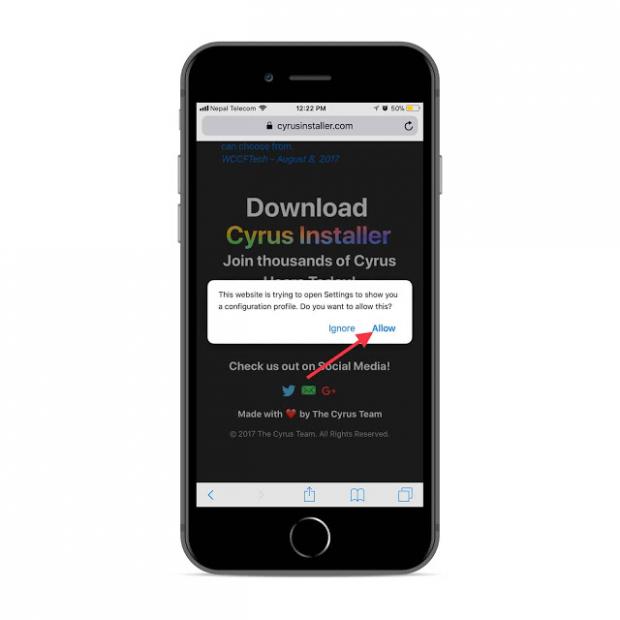 Nepal Telecom 12:22 PM 50%
cyrusinstaller.com
can choose from.
WCCFTech – August 8, 2017
Download
Cyrus Installer
Join thousands of Cyrus
Users Today!
This website is trying to open Settings to show you
a configuration profile. Do you want to allow this?
Ignore Allow
Check us out on Social Media!
G+
Made with ❤️ by The Cyrus Team
© 2017 The Cyrus Team. All Rights Reserved.